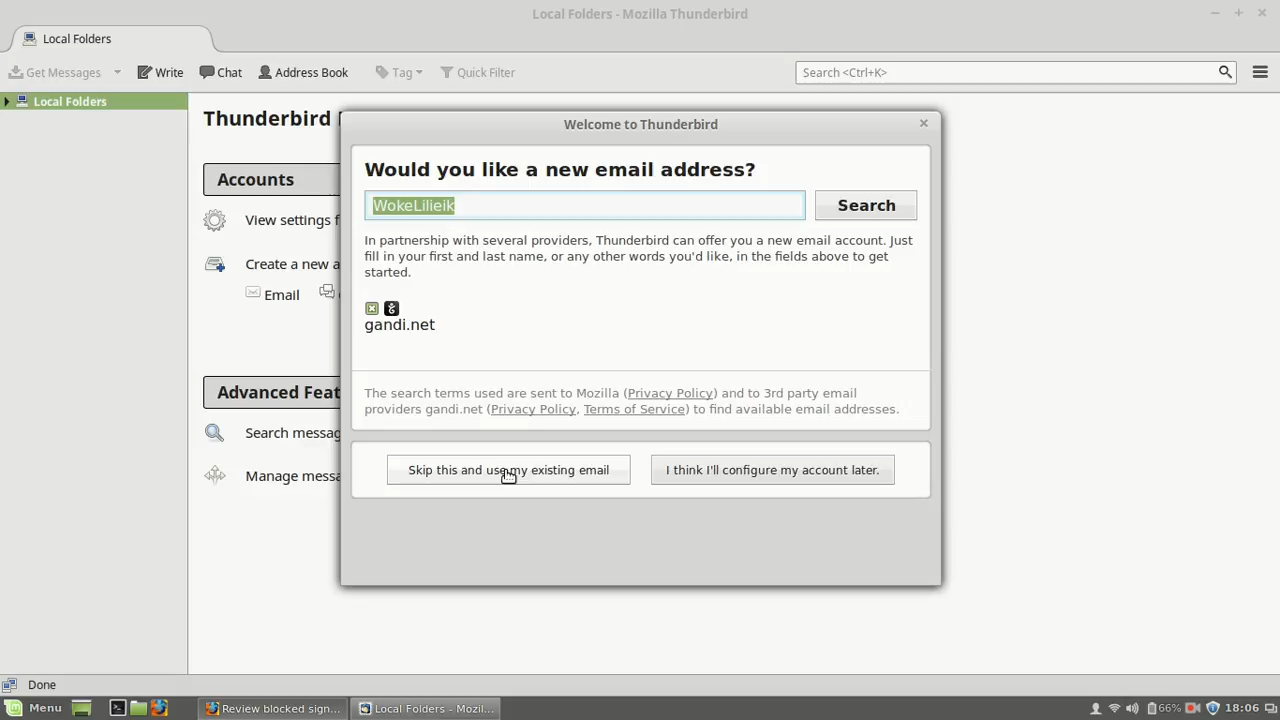 Local Folders - Mozilla Thunderbird
Local Folders
Get Messages
Write
Chat
Address Book
Tag
Quick Filter
Search <Ctrl+K>
Local Folders
Thunderbird
Accounts
View settings f
Create a new a
Email
Advanced Feat
Search messag
Manage messa
Welcome to Thunderbird
Would you like a new email address?
WokeLilieik
Search
In partnership with several providers, Thunderbird can offer you a new email account. Just
fill in your first and last name, or any other words you'd like, in the fields above to get
started.
gandi.net
The search terms used are sent to Mozilla (Privacy Policy) and to 3rd party email
providers gandi.net (Privacy Policy, Terms of Service) to find available email addresses.
Skip this and use my existing email
I think I'll configure my account later.
Done
Menu
Review blocked sign...
Local Folders - Mozil...
66%
18:06